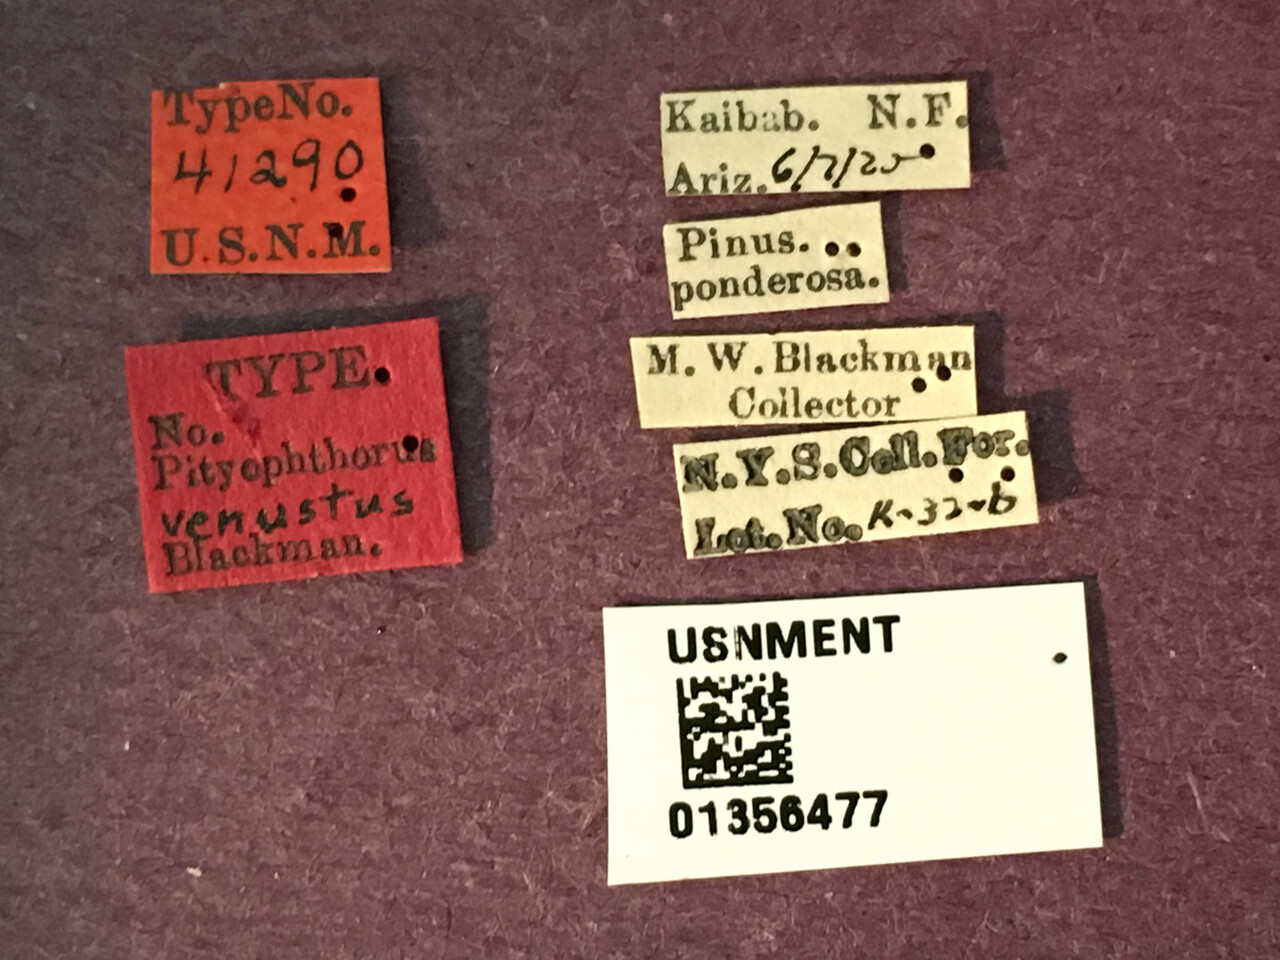 TypeNo.
41290
U.S.N.M.
TYPE.
No.
Pityophthorus
venustus
Blackman.
Kaibab. N.F.
Ariz. 6/7/25
Pinus.
ponderosa.
M. W. Blackman
Collector
N.Y.S.Coll.For.
Lot.No. K-32-b
USNMENT
01356477